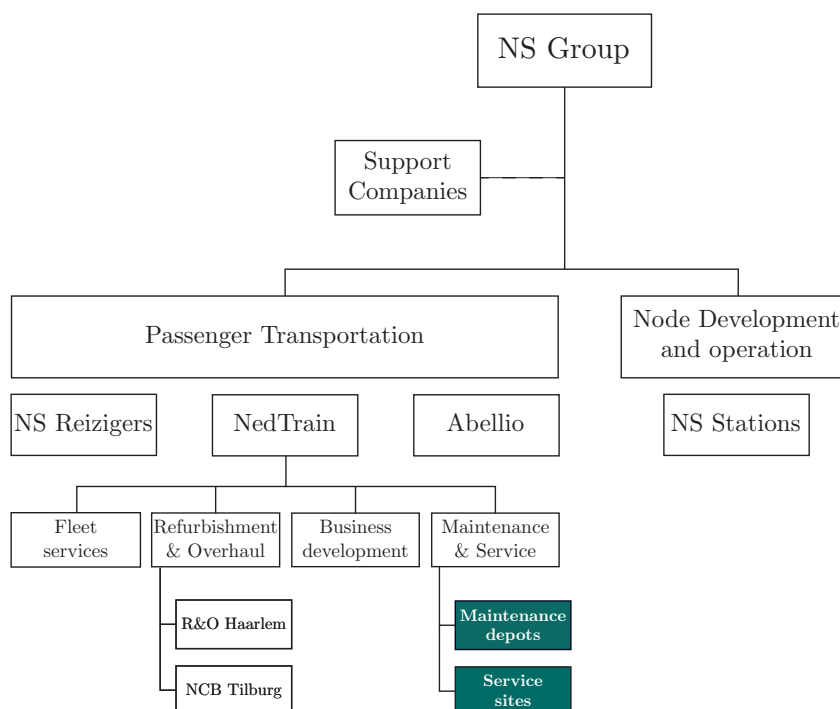 NS Group
Support
Companies
Passenger Transportation
Node Development
and operation
NS Reizigers
NedTrain
Abellio
NS Stations
Fleet
services
Refurbishment
& Overhaul
Business
development
Maintenance
& Service
R&O Haarlem
Maintenance
depots
NCB Tilburg
Service
sites